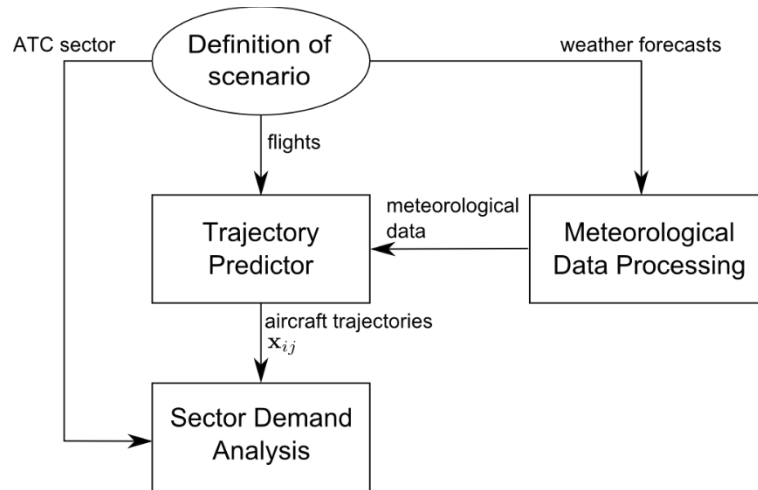 ATC sector
Definition of
scenario
weather forecasts
flights
Trajectory
Predictor
meteorological
data
Meteorological
Data Processing
aircraft trajectories
𝐱ᵢⱼ
Sector Demand
Analysis